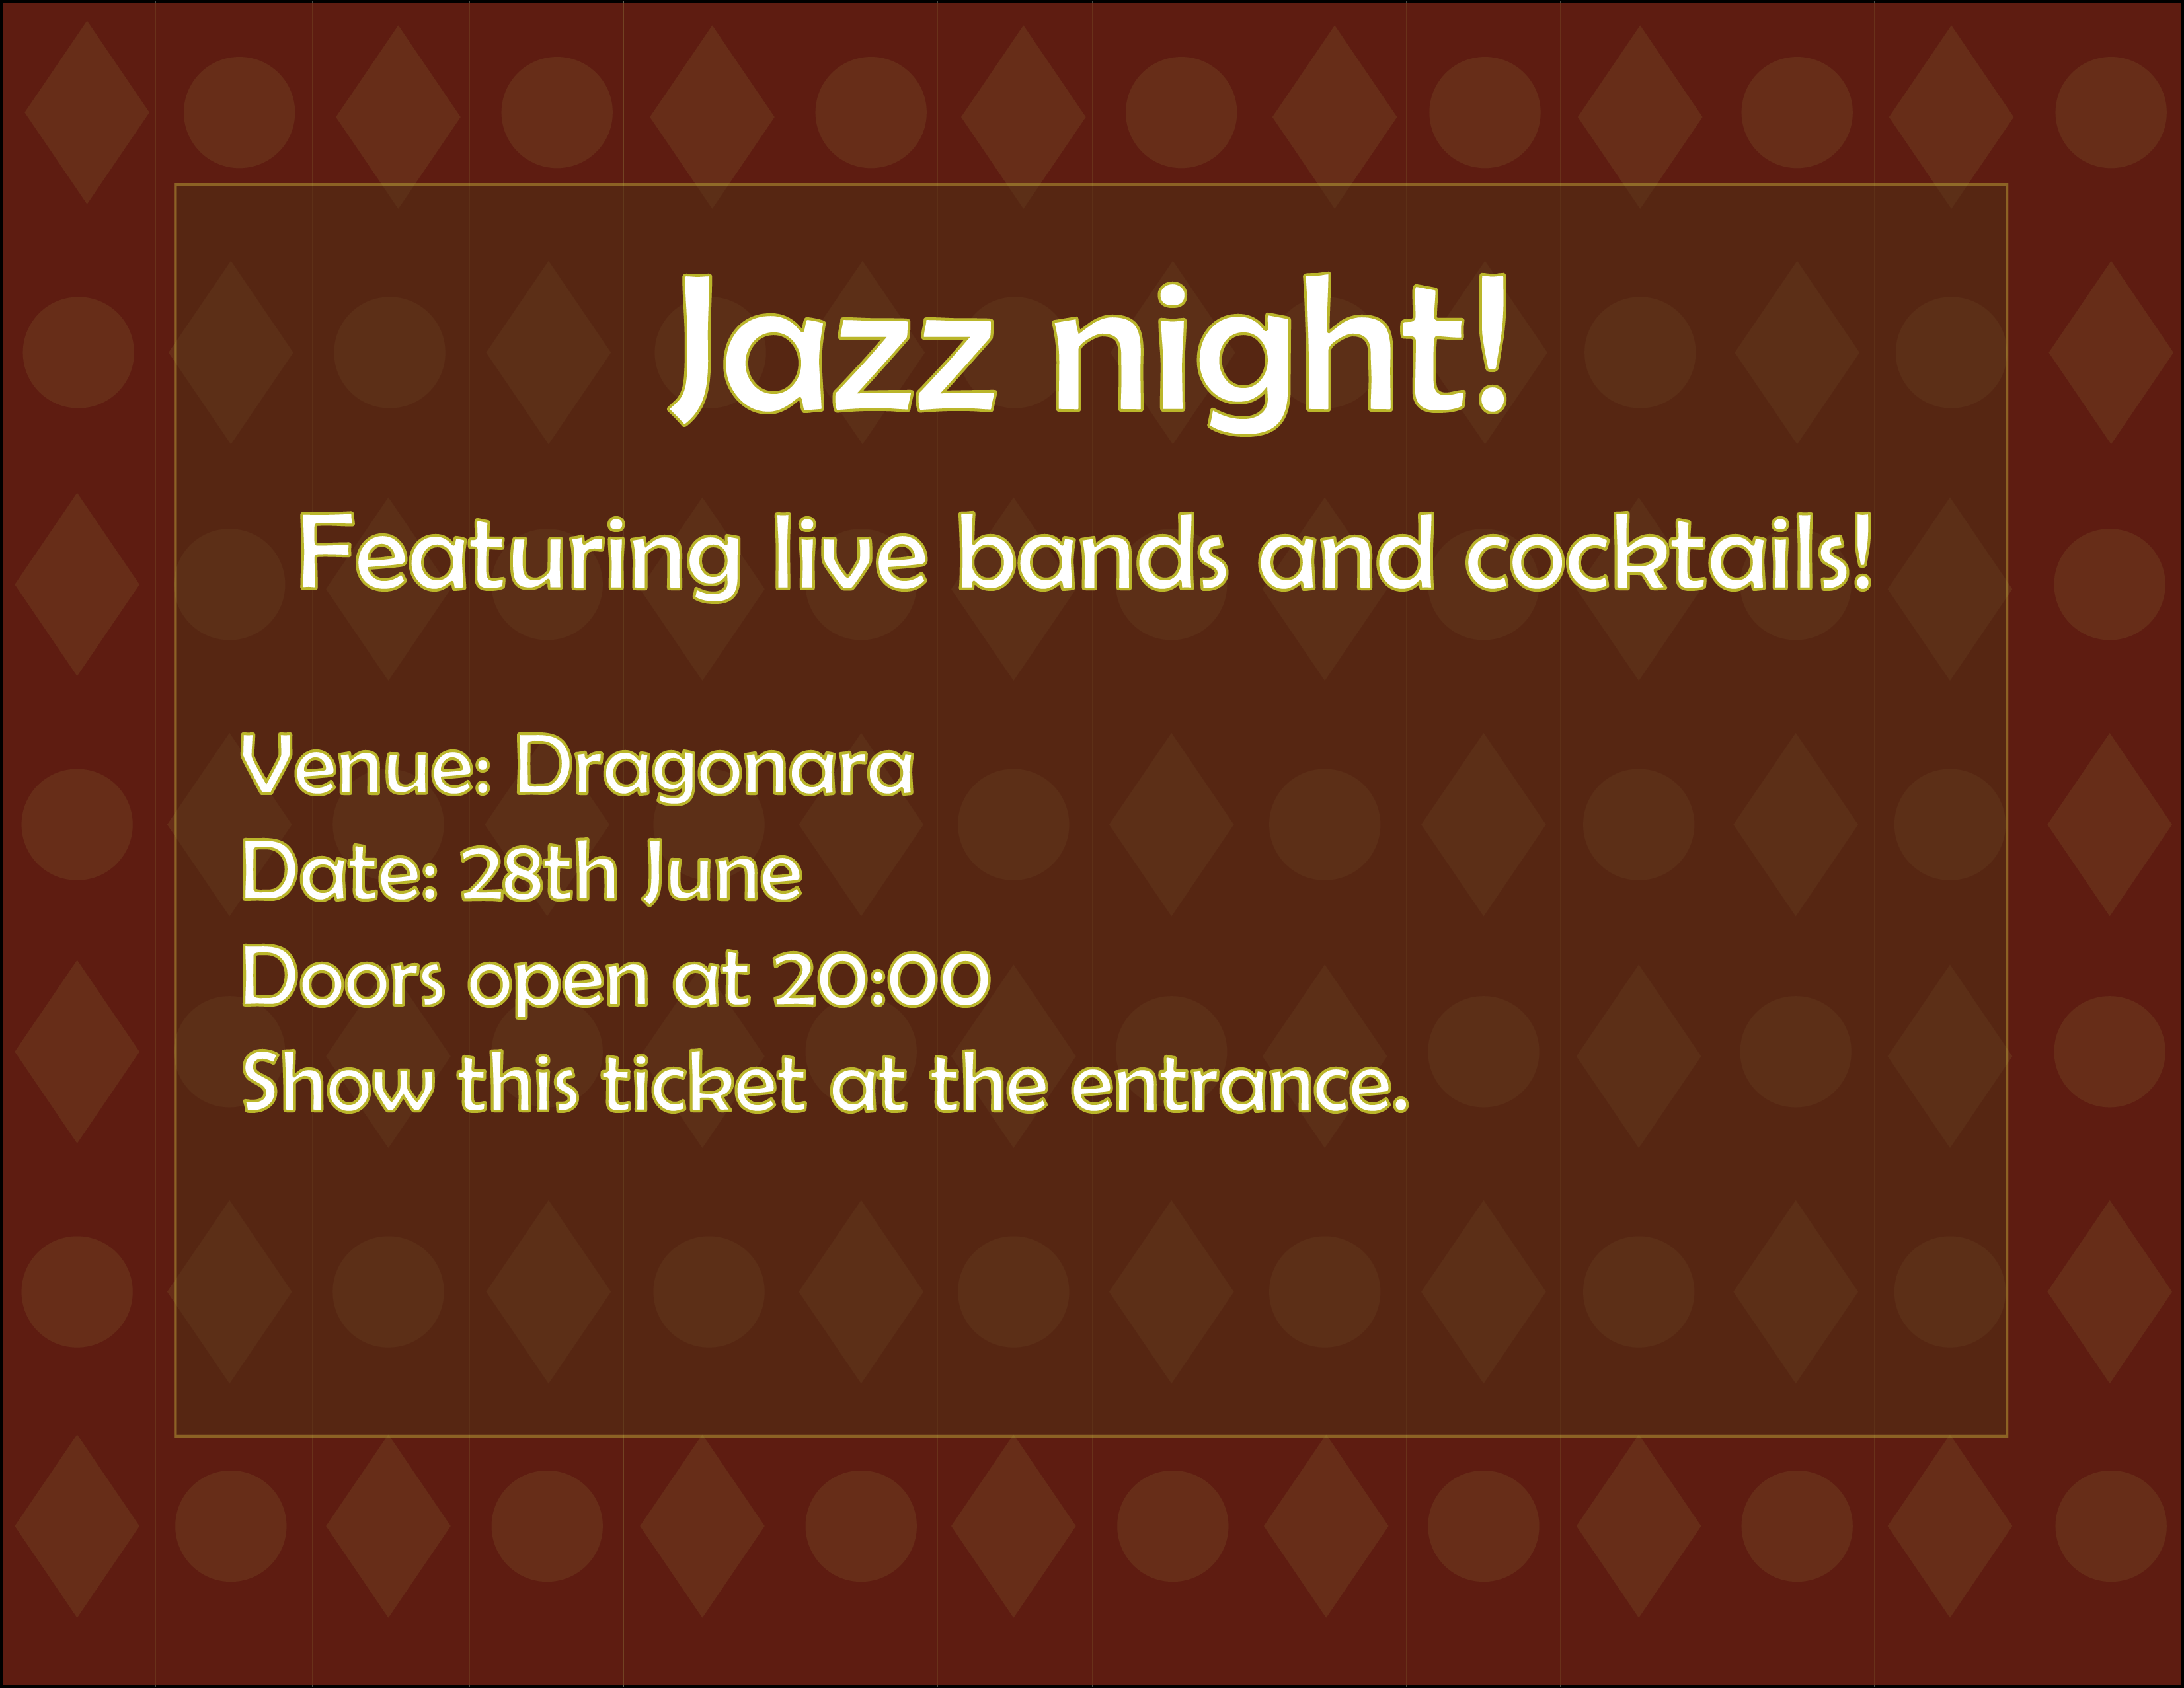 Jazz night!
Featuring live bands and cocktails!
Venue: Dragonara
Date: 28th June
Doors open at 20:00
Show this ticket at the entrance.